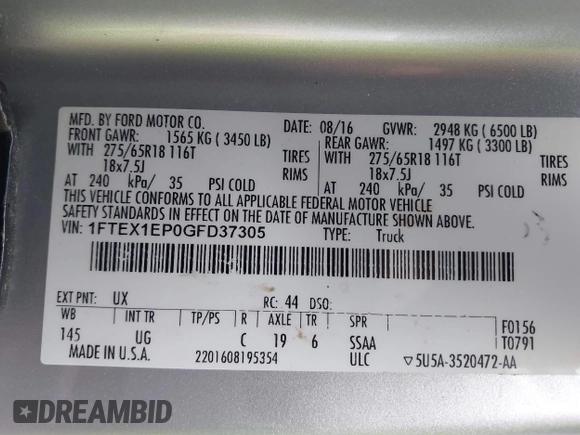 MFD. BY FORD MOTOR CO.
DATE: 08/16 GVWR: 2948 KG ( 6500 LB)
FRONT GAWR: 1565 KG ( 3450 LB)
REAR GAWR: 1497 KG ( 3300 LB)
WITH 275/65R18 116T TIRES
WITH 275/65R18 116T TIRES
18x7.5J RIMS
18x7.5J RIMS
AT 240 kPa/ 35 PSI COLD
AT 240 kPa/ 35 PSI COLD
THIS VEHICLE CONFORMS TO ALL APPLICABLE FEDERAL MOTOR VEHICLE
SAFETY STANDARDS IN EFFECT ON THE DATE OF MANUFACTURE SHOWN ABOVE.
VIN: 1FTEX1EP0GFD37305 TYPE: Truck
EXT PNT: UX RC: 44 DSO:
WB INT TR TP/PS R AXLE TR SPR F0156
145 UG C 19 6 SSAA T0791
MADE IN U.S.A. 2201608195354 ULC ▽5U5A-3520472-AA
DREAMBID